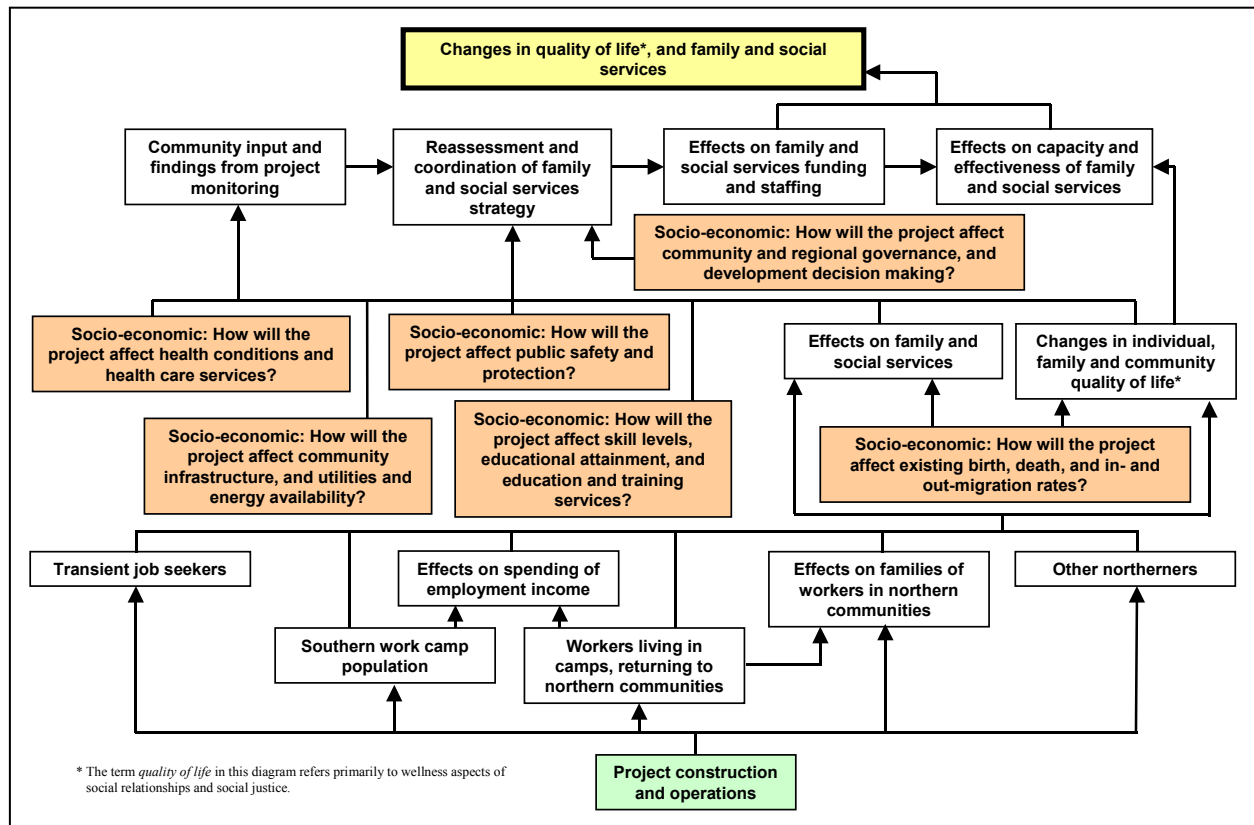 Changes in quality of life*, and family and social
services
Community input and
findings from project
monitoring
Reassessment and
coordination of family
and social services
strategy
Effects on family and
social services funding
and staffing
Effects on capacity and
effectiveness of family
and social services
Socio-economic: How will the project affect
community and regional governance, and
development decision making?
Socio-economic: How will the
project affect health conditions and
health care services?
Socio-economic: How will the
project affect public safety and
protection?
Effects on family and
social services
Changes in individual,
family and community
quality of life*
Socio-economic: How will the
project affect community
infrastructure, and utilities and
energy availability?
Socio-economic: How will the
project affect skill levels,
educational attainment, and
education and training
services?
Socio-economic: How will the project
affect existing birth, death, and in- and
out-migration rates?
Transient job seekers
Effects on spending of
employment income
Effects on families of
workers in northern
communities
Other northerners
Southern work camp
population
Workers living in
camps, returning to
northern communities
* The term quality of life in this diagram refers primarily to wellness aspects of
social relationships and social justice.
Project construction
and operations